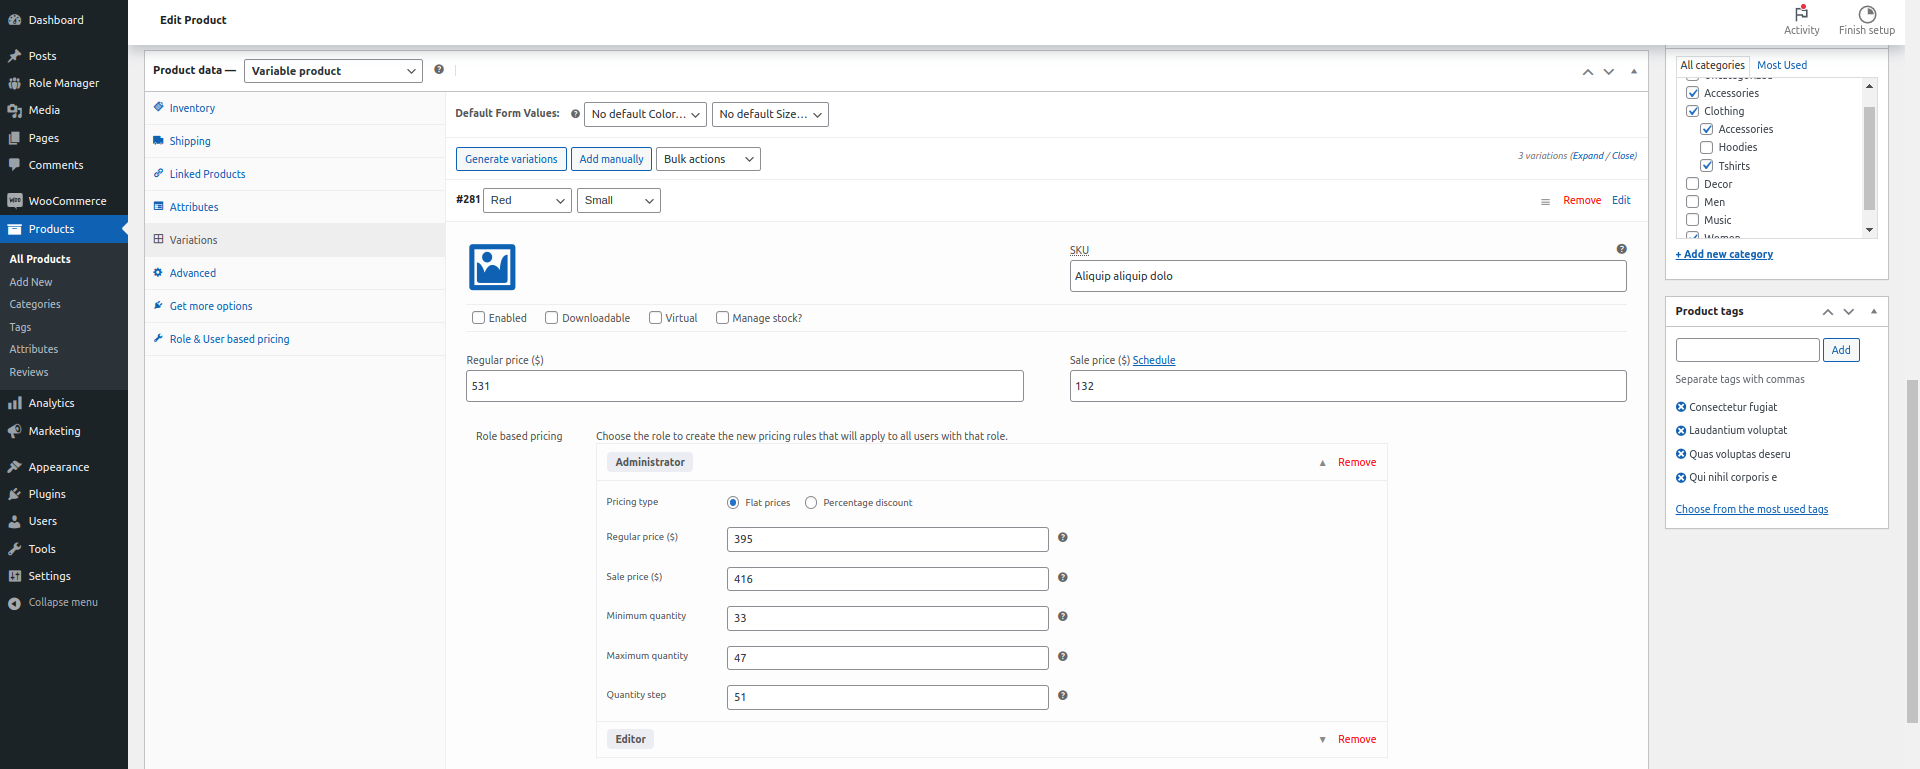 Dashboard
Posts
Role Manager
Media
Pages
Comments
WooCommerce
Products
All Products
Add New
Categories
Tags
Attributes
Reviews
Analytics
Marketing
Appearance
Plugins
Users
Tools
Settings
Collapse menu
Edit Product
Activity
Finish setup
Product data —
Variable product
Inventory
Shipping
Linked Products
Attributes
Variations
Advanced
Get more options
Role & User based pricing
Default Form Values:
No default Color...
No default Size...
Generate variations
Add manually
Bulk actions
3 variations (Expand / Close)
#281
Red
Small
Remove
Edit
SKU
Aliquip aliquip dolo
Enabled
Downloadable
Virtual
Manage stock?
Regular price ($)
531
Sale price ($) Schedule
132
Role based pricing
Choose the role to create the new pricing rules that will apply to all users with that role.
Administrator
Remove
Pricing type
Flat prices
Percentage discount
Regular price ($)
395
Sale price ($)
416
Minimum quantity
33
Maximum quantity
47
Quantity step
51
Editor
Remove
All categories
Most Used
Accessories
Clothing
Accessories
Hoodies
Tshirts
Decor
Men
Music
Women
+ Add new category
Product tags
Add
Separate tags with commas
Consectetur fugiat
Laudantium voluptat
Quas voluptas deseru
Qui nihil corporis e
Choose from the most used tags